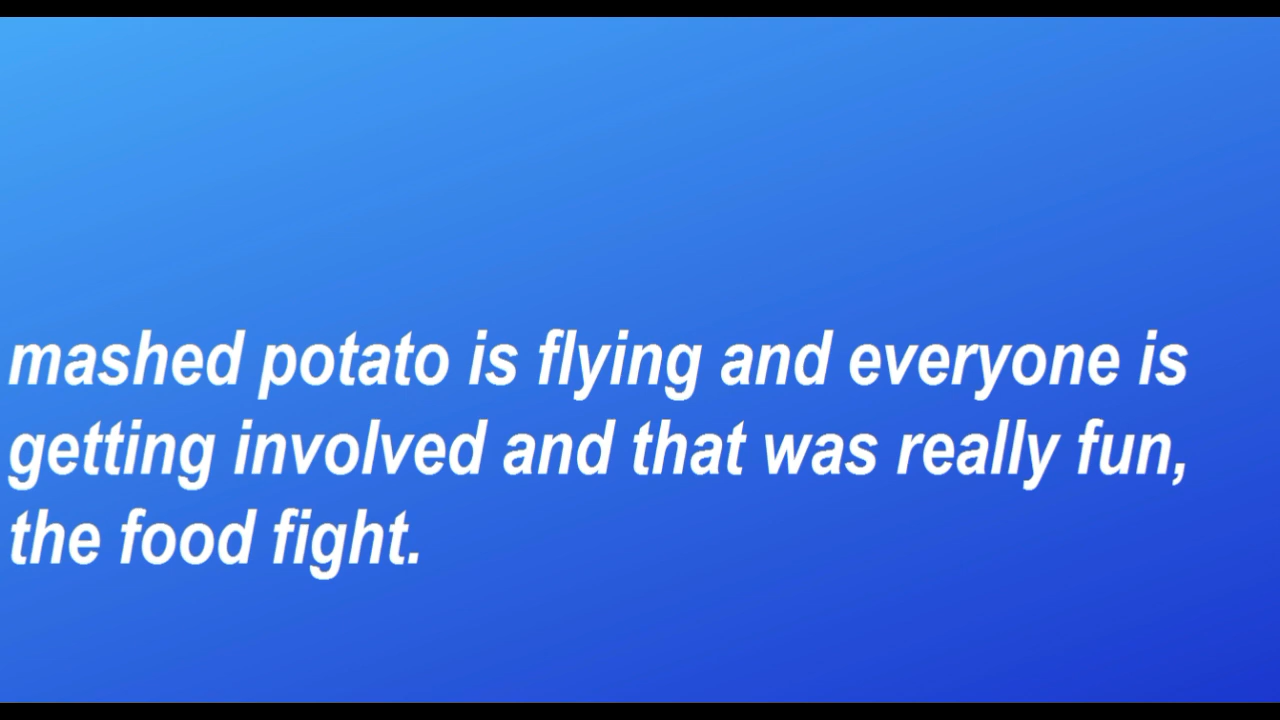 mashed potato is flying and everyone is
getting involved and that was really fun,
the food fight.